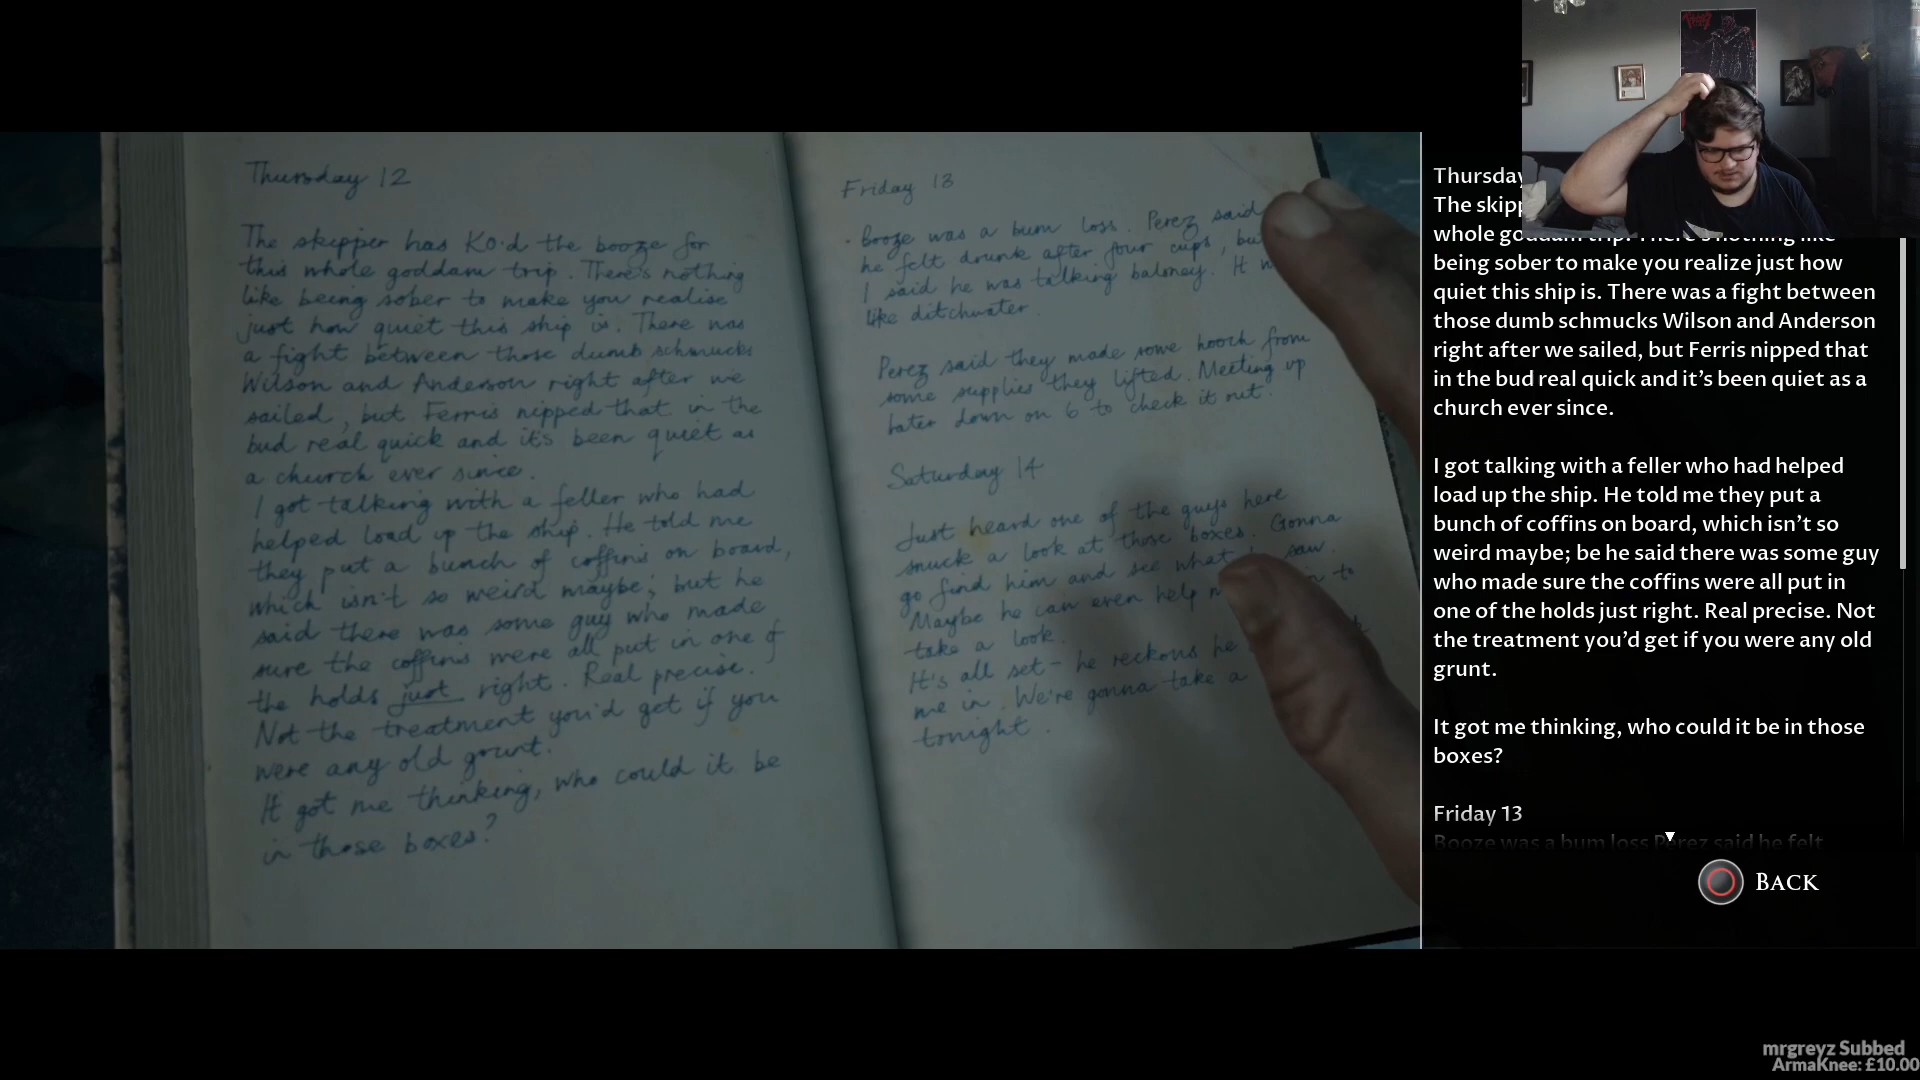 Thursday 12
The skipper has KO'd the booze for
this whole goddam trip. There's nothing
like being sober to make you realise
just how quiet this ship is. There was
a fight between those dumb schmucks
Wilson and Anderson right after we
sailed, but Ferris nipped that in the
bud real quick and it's been quiet as
a church ever since.
I got talking with a feller who had
helped load up the ship. He told me
they put a bunch of coffins on board,
which isn't so weird maybe; but he
said there was some guy who made
sure the coffins were all put in one of
the holds just right. Real precise.
Not the treatment you'd get if you
were any old grunt.
It got me thinking, who could it be
in those boxes?
Friday 13
Booze was a bum loss. Perez said
he felt drunk after four cups, but
I said he was talking baloney. It
like ditchwater.
Perez said they made some hooch from
some supplies they lifted. Meeting up
later down on 6 to check it out.
Saturday 14
Just heard one of the guys here
snuck a look at those boxes. Gonna
go find him and see what saw.
Maybe he can even help in to
take a look.
It's all set - he reckons he
me in. We're gonna take a
tonight.
Thursday
The skipp
whole goddam trip. There's nothing like
being sober to make you realize just how
quiet this ship is. There was a fight between
those dumb schmucks Wilson and Anderson
right after we sailed, but Ferris nipped that
in the bud real quick and it's been quiet as a
church ever since.
I got talking with a feller who had helped
load up the ship. He told me they put a
bunch of coffins on board, which isn't so
weird maybe; be he said there was some guy
who made sure the coffins were all put in
one of the holds just right. Real precise. Not
the treatment you'd get if you were any old
grunt.
It got me thinking, who could it be in those
boxes?
Friday 13
Booze was a bum loss Perez said he felt
BACK
mrgreyz Subbed
ArmaKnee: £10.00